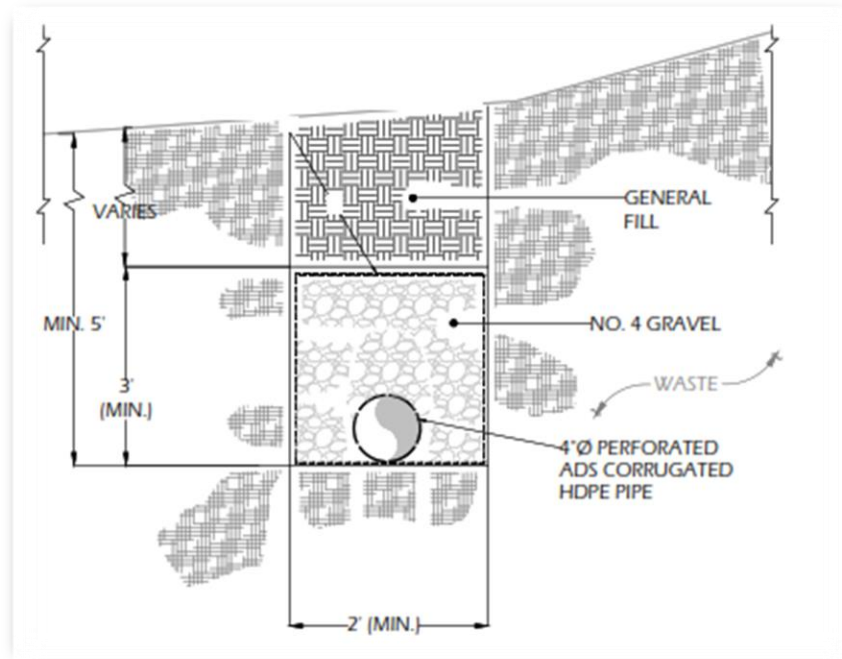 VARIES
GENERAL
FILL
MIN. 5'
NO. 4 GRAVEL
3'
(MIN.)
WASTE
4"Ø PERFORATED
ADS CORRUGATED
HDPE PIPE
2' (MIN.)